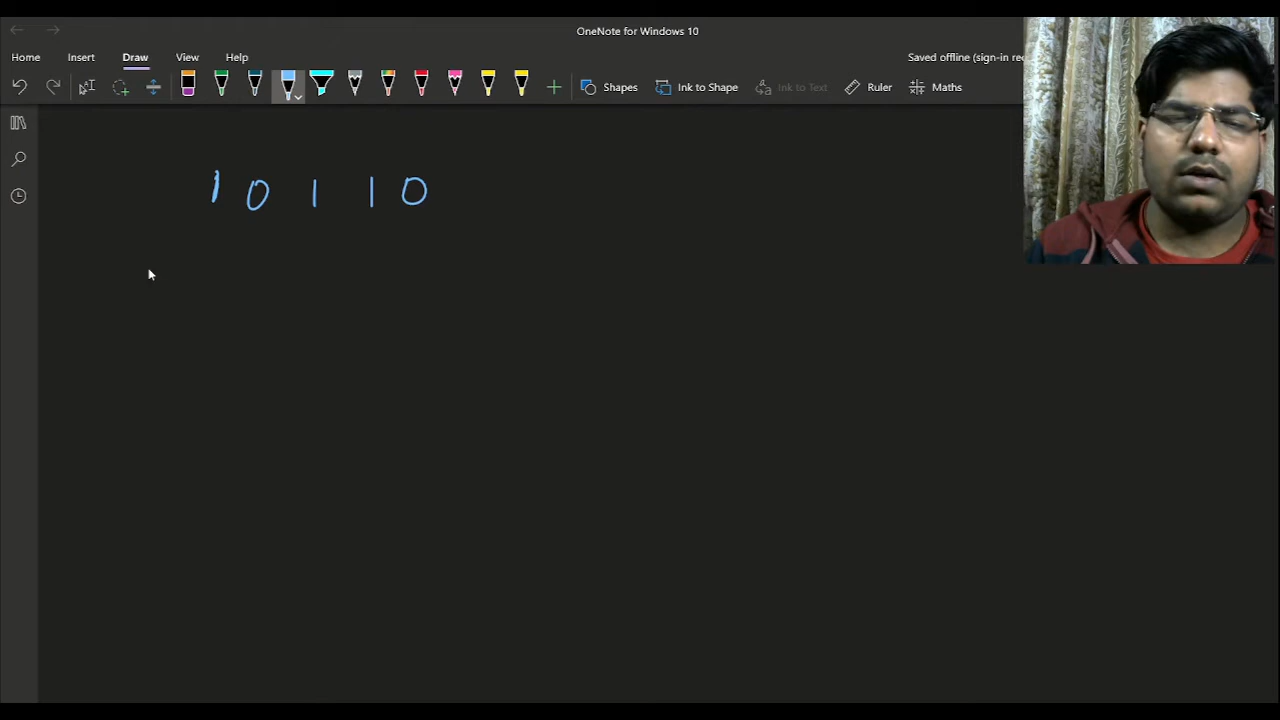 OneNote for Windows 10
Home Insert Draw View Help Saved offline (sign-in rec
Shapes Ink to Shape Ink to Text Ruler Maths
1 0 1 1 0